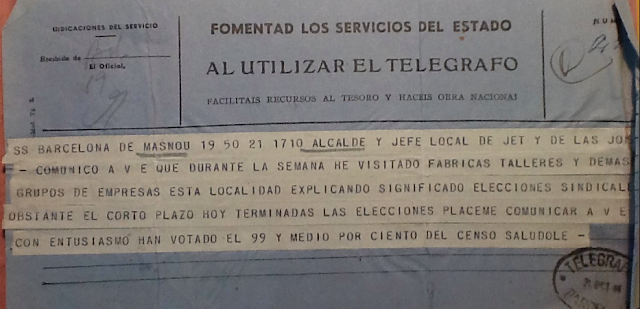 INDICACIONES DEL SERVICIO
Recibido de
El Oficial,
FOMENTAD LOS SERVICIOS DEL ESTADO
AL UTILIZAR EL TELEGRAFO
FACILITAIS RECURSOS AL TESORO Y HACEIS OBRA NACIONAL
NUM
SS BARCELONA DE MASNOU 19 50 21 1710 ALCALDE Y JEFE LOCAL DE JET Y DE LAS JON
- COMUNICO A V E QUE DURANTE LA SEMANA HE VISITADO FABRICAS TALLERES Y DEMAS
GRUPOS DE EMPRESAS ESTA LOCALIDAD EXPLICANDO SIGNIFICADO ELECCIONES SINDICALE
OBSTANTE EL CORTO PLAZO HOY TERMINADAS LAS ELECCIONES PLACEME COMUNICAR A V E
CON ENTUSIASMO HAN VOTADO EL 99 Y MEDIO POR CIENTO DEL CENSO SALUDOLE -
TELEGRAF